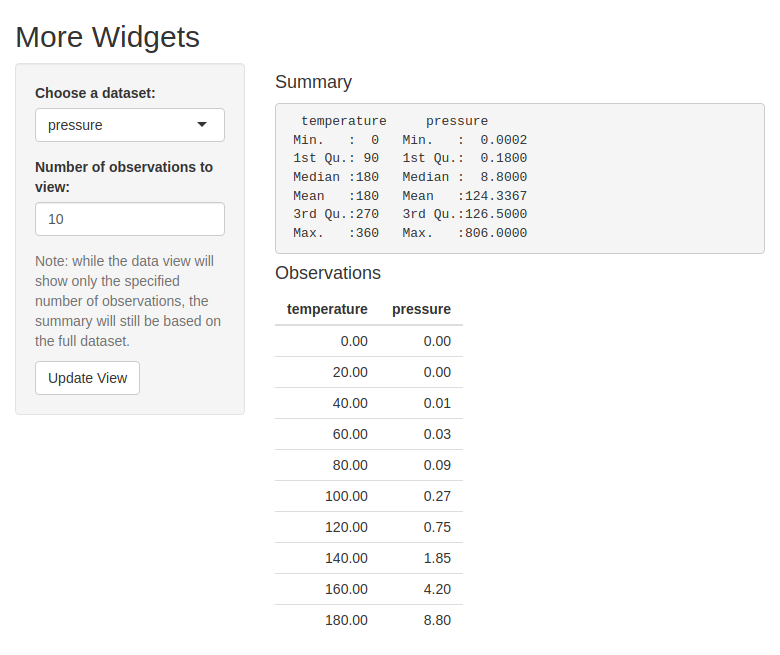 More Widgets
Choose a dataset:
pressure
Number of observations to
view:
10
Note: while the data view will
show only the specified
number of observations, the
summary will still be based on
the full dataset.
Update View
Summary
  temperature     pressure
 Min.   :  0   Min.   :  0.0002
 1st Qu.: 90   1st Qu.:  0.1800
 Median :180   Median :  8.8000
 Mean   :180   Mean   :124.3367
 3rd Qu.:270   3rd Qu.:126.5000
 Max.   :360   Max.   :806.0000
Observations
temperature pressure
0.00 0.00
20.00 0.00
40.00 0.01
60.00 0.03
80.00 0.09
100.00 0.27
120.00 0.75
140.00 1.85
160.00 4.20
180.00 8.80